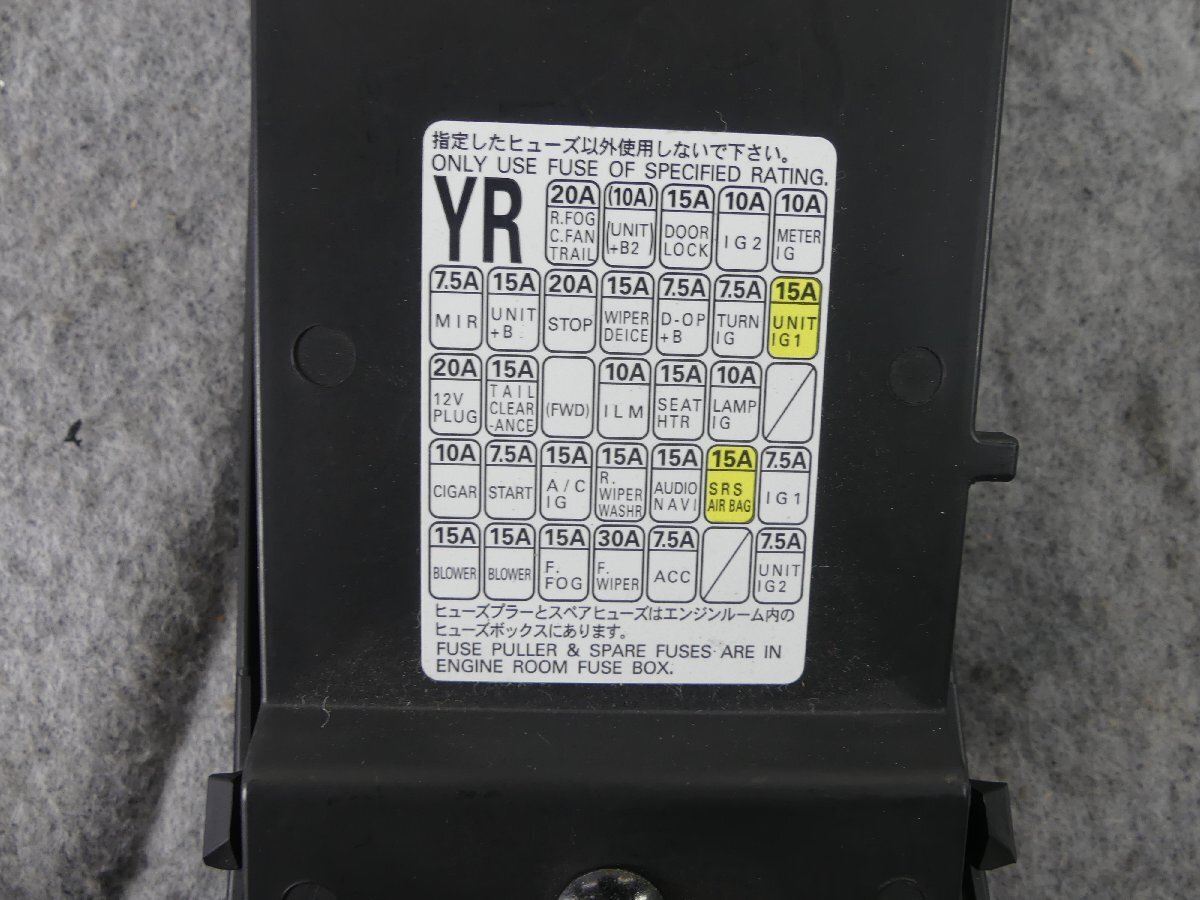 指定したヒューズ以外使用しないで下さい。
ONLY USE FUSE OF SPECIFIED RATING.
YR
20A
R.FOG
C.FAN
TRAIL
(10A)
(UNIT
+B2)
15A
DOOR
LOCK
10A
IG2
10A
METER
IG
7.5A
MIR
15A
UNIT
+B
20A
STOP
15A
WIPER
DEICE
7.5A
D-OP
+B
7.5A
TURN
IG
15A
UNIT
IG1
20A
12V
PLUG
15A
TAIL
CLEAR
-ANCE
(FWD)
10A
ILM
15A
SEAT
HTR
10A
LAMP
IG
10A
CIGAR
7.5A
START
15A
A/C
IG
15A
R.
WIPER
WASHR
15A
AUDIO
NAVI
15A
SRS
AIR BAG
7.5A
IG1
15A
BLOWER
15A
BLOWER
15A
F.
FOG
30A
F.
WIPER
7.5A
ACC
7.5A
UNIT
IG2
ヒューズプラーとスペアヒューズはエンジンルーム内の
ヒューズボックスにあります。
FUSE PULLER & SPARE FUSES ARE IN
ENGINE ROOM FUSE BOX.